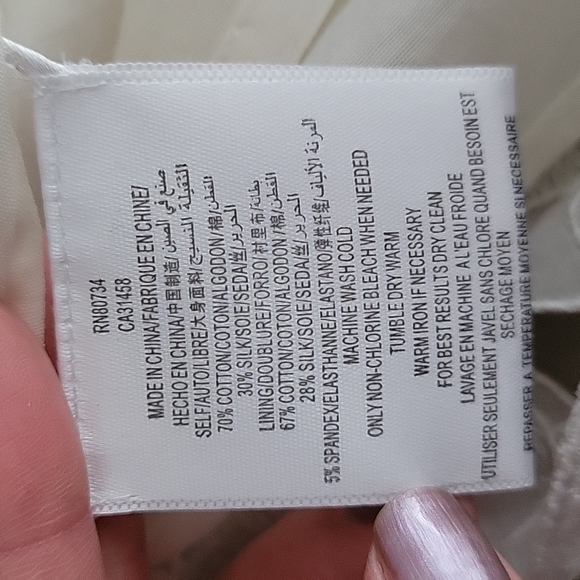 RN80734
CA31458
MADE IN CHINA/FABRIQUE EN CHINE/
HECHO EN CHINA/中国制造/صنع في الصين
SELF/AUTO/LIBRE/大身面料/
70% COTTON/COTON/ALGODON/棉/القطن
30% SILK/SOIE/SEDA/丝/الحرير
LINING/DOUBLURE/FORRO/衬里布/بطانة
67% COTTON/COTON/ALGODON/棉/القطن
28% SILK/SOIE/SEDA/丝/الحرير
5% SPANDEX/ELASTHANNE/ELASTANO/弹性纤维/المرنة الألياف
MACHINE WASH COLD
ONLY NON-CHLORINE BLEACH WHEN NEEDED
TUMBLE DRY WARM
WARM IRON IF NECESSARY
FOR BEST RESULTS DRY CLEAN
LAVAGE EN MACHINE A L'EAU FROIDE
UTILISER SEULEMENT JAVEL SANS CHLORE QUAND BESOIN EST
SECHAGE MOYEN
REPASSER A TEMPERATURE MOYENNE SI NECESSAIRE